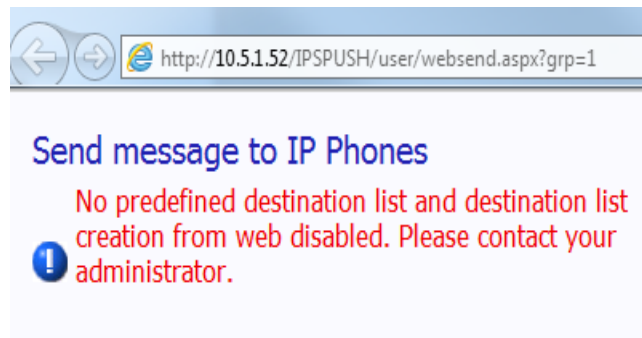 http://10.5.1.52/IPSPUSH/user/websend.aspx?grp=1
Send message to IP Phones
No predefined destination list and destination list
creation from web disabled. Please contact your
administrator.